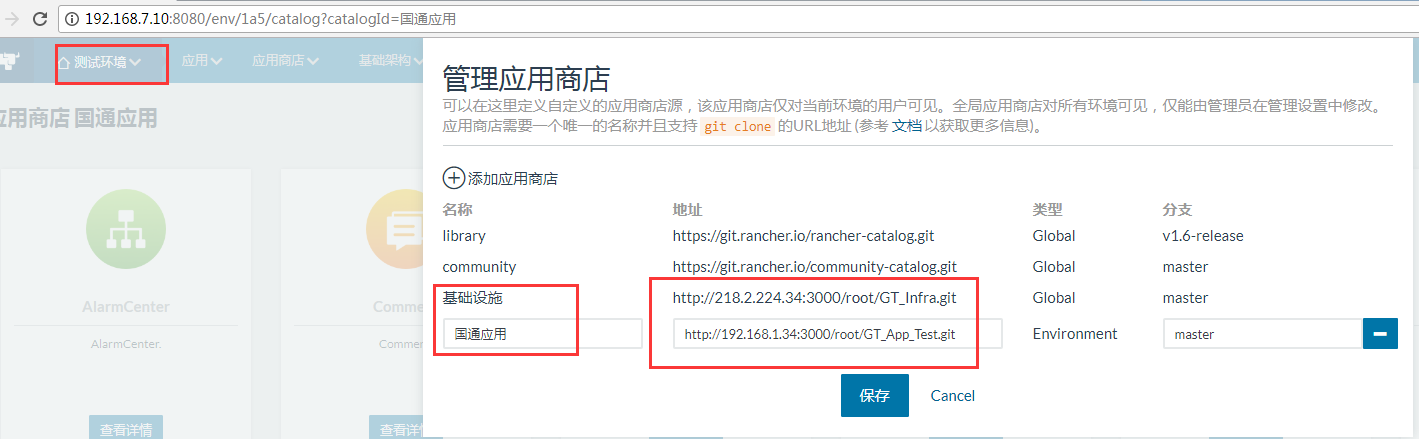 192.168.7.10:8080/env/1a5/catalog?catalogId=国通应用
测试环境 应用 应用商店 基础架构
应用商店 国通应用
AlarmCenter
AlarmCenter.
查看详情
Comme
Commen
查看详情
管理应用商店
可以在这里定义自定义的应用商店源，该应用商店仅对当前环境的用户可见。全局应用商店对所有环境可见，仅能由管理员在管理设置中修改。
应用商店需要一个唯一的名称并且支持 git clone 的URL地址 (参考 文档 以获取更多信息)。
添加应用商店
名称 地址 类型 分支
library https://git.rancher.io/rancher-catalog.git Global v1.6-release
community https://git.rancher.io/community-catalog.git Global master
基础设施 http://218.2.224.34:3000/root/GT_Infra.git Global master
国通应用 http://192.168.1.34:3000/root/GT_App_Test.git Environment master
保存 Cancel